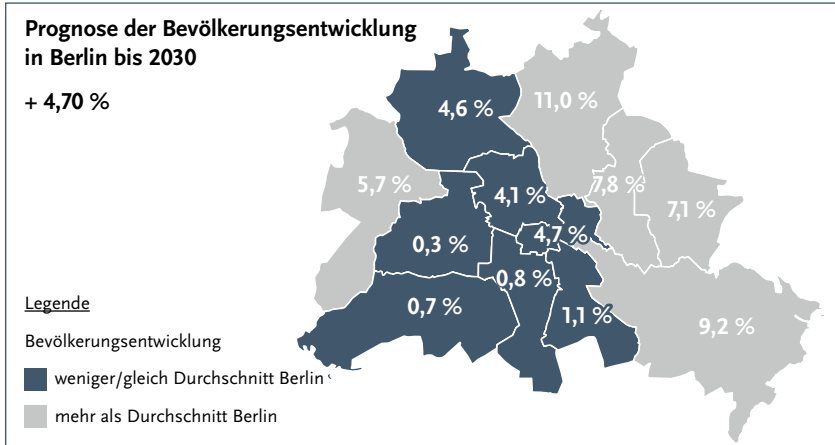 Prognose der Bevölkerungsentwicklung
in Berlin bis 2030
+ 4,70 %
4,6 %
11,0 %
5,7 %
4,1 %
7,8 %
7,1 %
0,3 %
4,7 %
0,8 %
0,7 %
1,1 %
9,2 %
Legende
Bevölkerungsentwicklung
weniger/gleich Durchschnitt Berlin
mehr als Durchschnitt Berlin